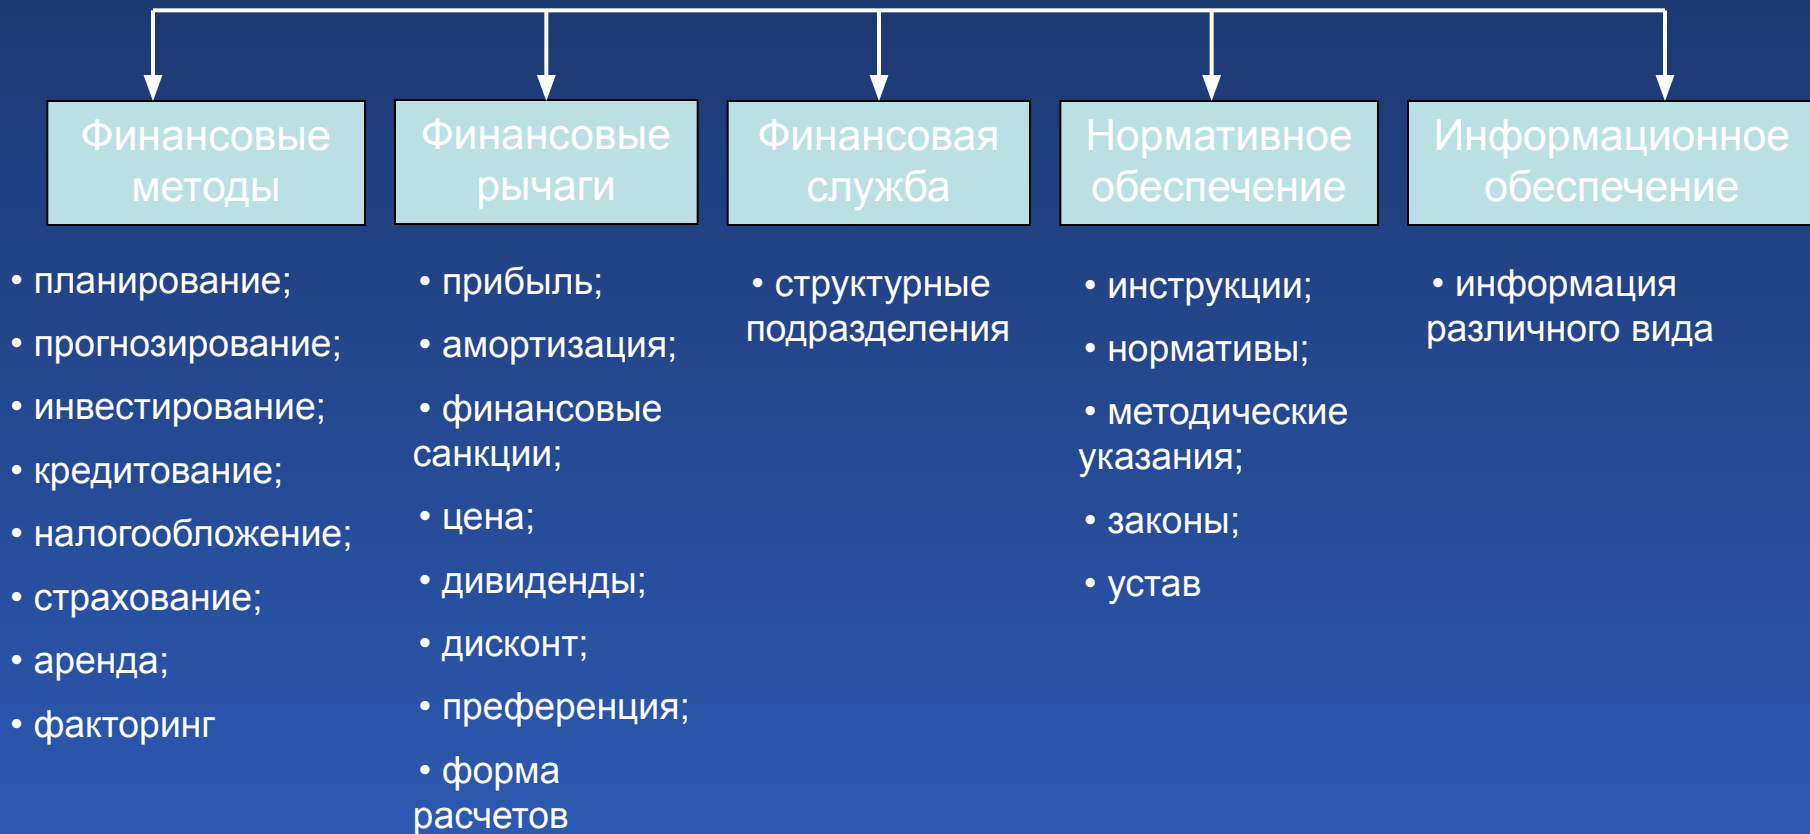 Финансовые
методы
Финансовые
рычаги
Финансовая
служба
Нормативное
обеспечение
Информационное
обеспечение
• планирование;
• прогнозирование;
• инвестирование;
• кредитование;
• налогообложение;
• страхование;
• аренда;
• факторинг
• прибыль;
• амортизация;
• финансовые
санкции;
• цена;
• дивиденды;
• дисконт;
• преференция;
• форма
расчетов
• структурные
подразделения
• инструкции;
• нормативы;
• методические
указания;
• законы;
• устав
• информация
различного вида